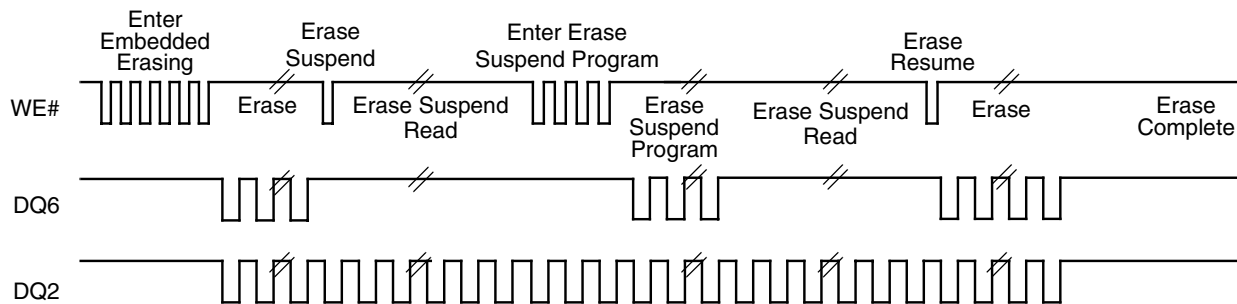 Enter
Embedded
Erasing
Erase
Suspend
Enter Erase
Suspend Program
Erase
Resume
WE#
Erase
Erase Suspend
Read
Erase
Suspend
Program
Erase Suspend
Read
Erase
Erase
Complete
DQ6
DQ2